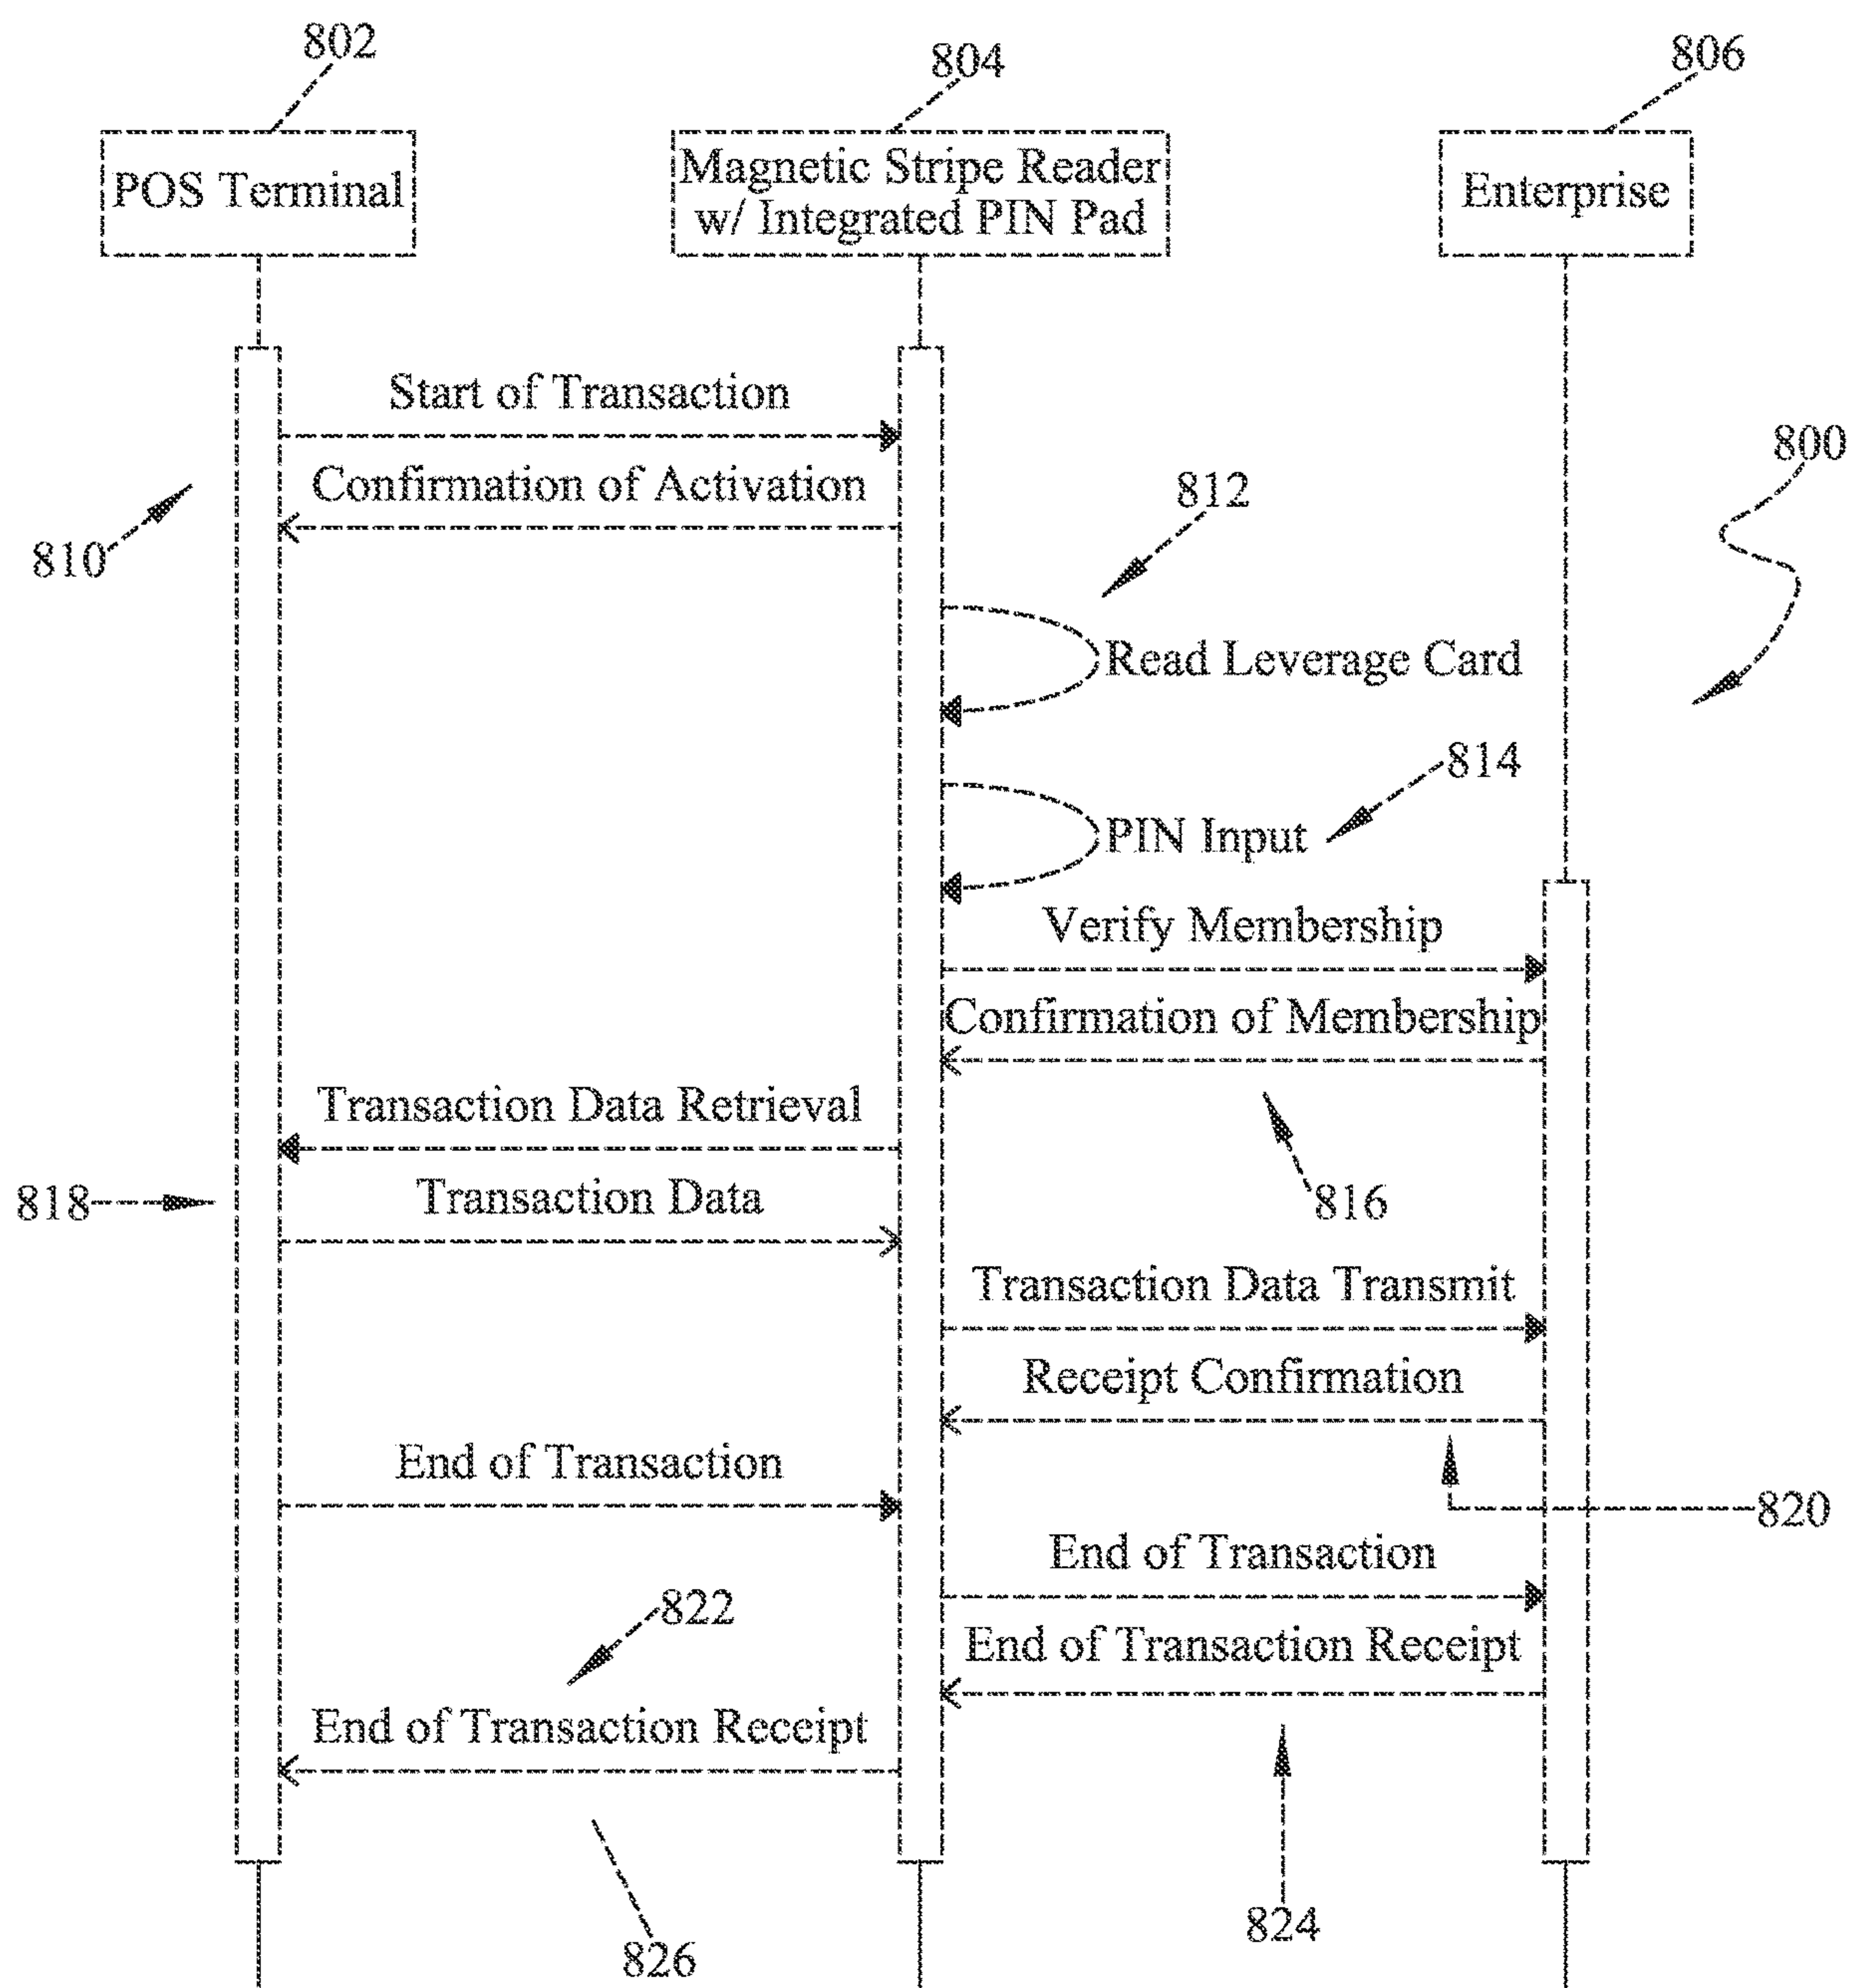 802
804
806
POS Terminal
Magnetic Stripe Reader
w/ Integrated PIN Pad
Enterprise
Start of Transaction
800
Confirmation of Activation
812
810
Read Leverage Card
814
PIN Input
Verify Membership
Confirmation of Membership
Transaction Data Retrieval
818
Transaction Data
816
Transaction Data Transmit
Receipt Confirmation
End of Transaction
820
End of Transaction
822
End of Transaction Receipt
End of Transaction Receipt
824
826